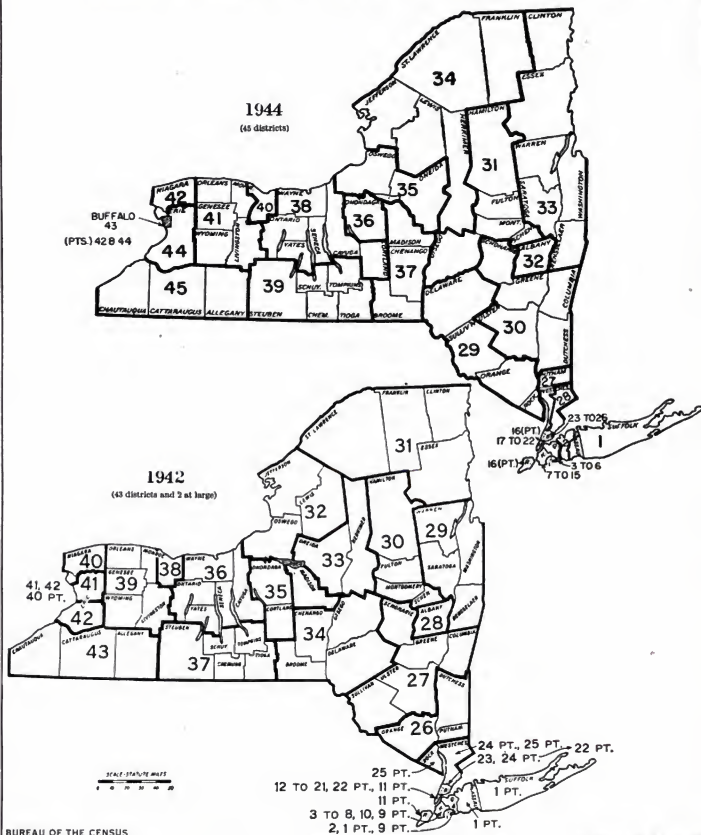 1944
(45 districts)
ST. LAWRENCE
FRANKLIN
CLINTON
34
ESSEX
JEFFERSON
LEWIS
HERKIMER
HAMILTON
31
WARREN
OSWEGO
35
ONEIDA
SARATOGA
33
WASHINGTON
FULTON
MONT.
NIAGARA
42
ORLEANS
MON
40
WAYNE
38
ONONDAGA
36
ERIE
GENESEE
41
ONTARIO
BUFFALO
43
(PTS.) 42 & 44
WYOMING
LIVINGSTON
YATES
SENECA
CAYUGA
MADISON
CHENANGO
37
CORTLAND
SCHEN
ALBANY
32
44
39
SCHUY.
TOMPKINS
DELAWARE
GREENE
COLUMBIA
45
CHAUTAUQUA
CATTARAUGUS
ALLEGANY
STEUBEN
CHEM.
TIOGA
BROOME
ULSTER
30
29
ORANGE
DUTCHESS
PUTNAM
27
ROCK
28
23 TO 25
16(PT.)
17 TO 22
SUFFOLK
1
16(PT.)
3 TO 6
7 TO 15
1942
(43 districts and 2 at large)
ST. LAWRENCE
FRANKLIN
CLINTON
31
ESSEX
JEFFERSON
LEWIS
32
HAMILTON
HERKIMER
WARREN
29
OSWEGO
ONEIDA
33
30
WASHINGTON
NIAGARA
40
ORLEANS
MONROE
38
WAYNE
36
ONONDAGA
35
MADISON
FULTON
SARATOGA
41, 42
40 PT.
41
GENESEE
39
ONTARIO
SENECA
CAYUGA
MONTGOMERY
SCHEN
WYOMING
YATES
CORTLAND
CHENANGO
34
SCHOHARIE
ALBANY
28
RENSSELAER
42
LIVINGSTON
STEUBEN
SCHUY
TOMPKINS
GREENE
COLUMBIA
CHAUTAUQUA
CATTARAUGUS
43
ALLEGANY
37
CHEMUNG
TIOGA
BROOME
DELAWARE
27
SULLIVAN
ULSTER
DUTCHESS
26
ORANGE
PUTNAM
ROCK
WESTCHES
24 PT., 25 PT.
23, 24 PT.
22 PT.
25 PT.
12 TO 21, 22 PT., 11 PT.
SUFFOLK
1 PT.
11 PT.
3 TO 8, 10, 9 PT.
2, 1 PT., 9 PT.
1 PT.
SCALE-STATUTE MILES
BUREAU OF THE CENSUS